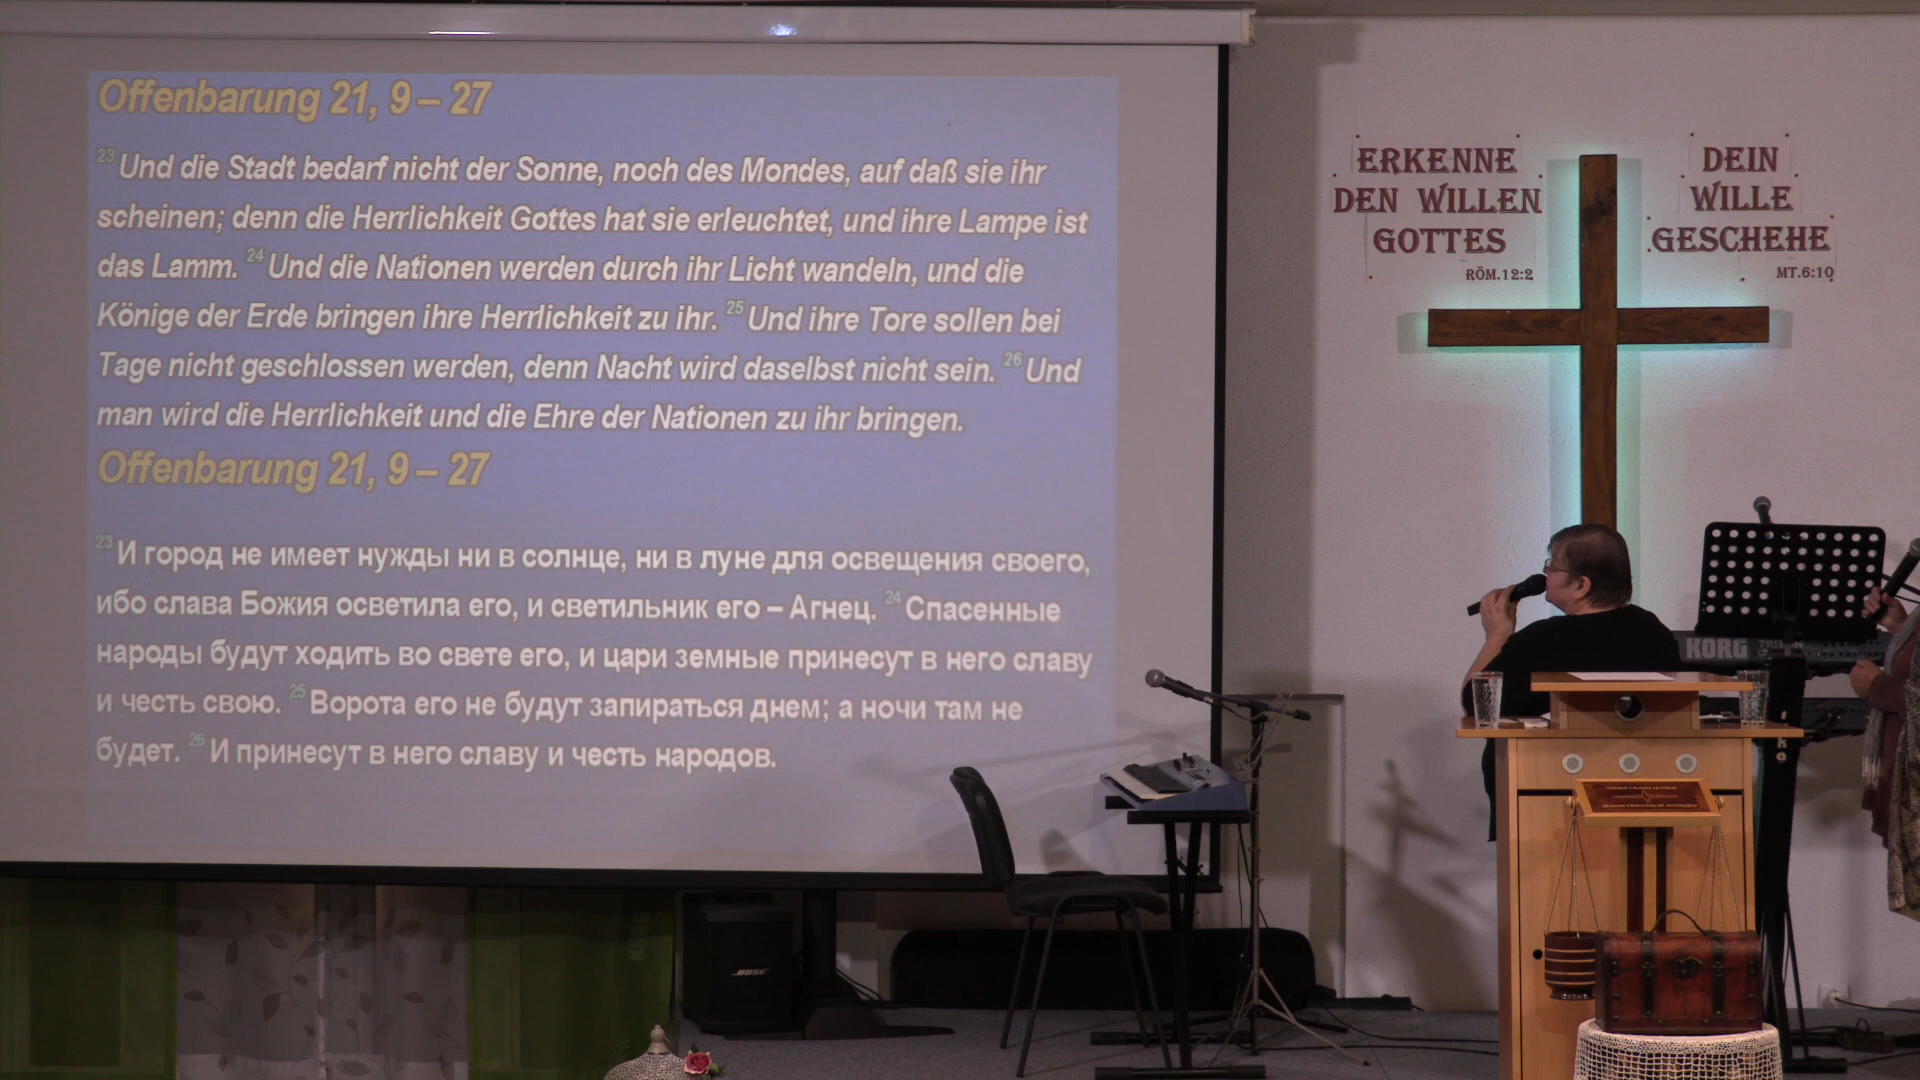 Offenbarung 21, 9 – 27
23 Und die Stadt bedarf nicht der Sonne, noch des Mondes, auf daß sie ihr
scheinen; denn die Herrlichkeit Gottes hat sie erleuchtet, und ihre Lampe ist
das Lamm. 24 Und die Nationen werden durch ihr Licht wandeln, und die
Könige der Erde bringen ihre Herrlichkeit zu ihr. 25 Und ihre Tore sollen bei
Tage nicht geschlossen werden, denn Nacht wird daselbst nicht sein. 26 Und
man wird die Herrlichkeit und die Ehre der Nationen zu ihr bringen.
Offenbarung 21, 9 – 27
23 И город не имеет нужды ни в солнце, ни в луне для освещения своего,
ибо слава Божия осветила его, и светильник его – Агнец. 24 Спасенные
народы будут ходить во свете его, и цари земные принесут в него славу
и честь свою. 25 Ворота его не будут запираться днем; а ночи там не
будет. 26 И принесут в него славу и честь народов.
ERKENNE
DEN WILLEN
GOTTES
RÖM.12:2
DEIN
WILLE
GESCHEHE
MT.6:10
KORG
BOSE